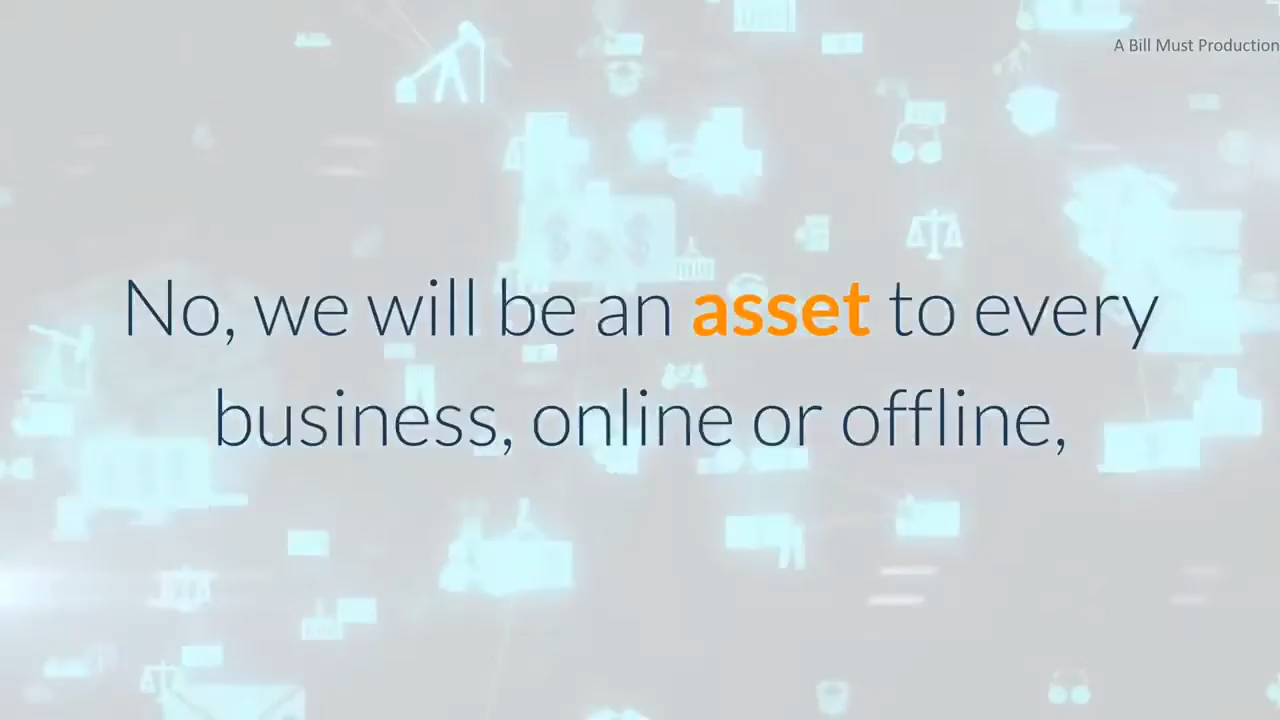 A Bill Must Production
No, we will be an asset to every
business, online or offline,